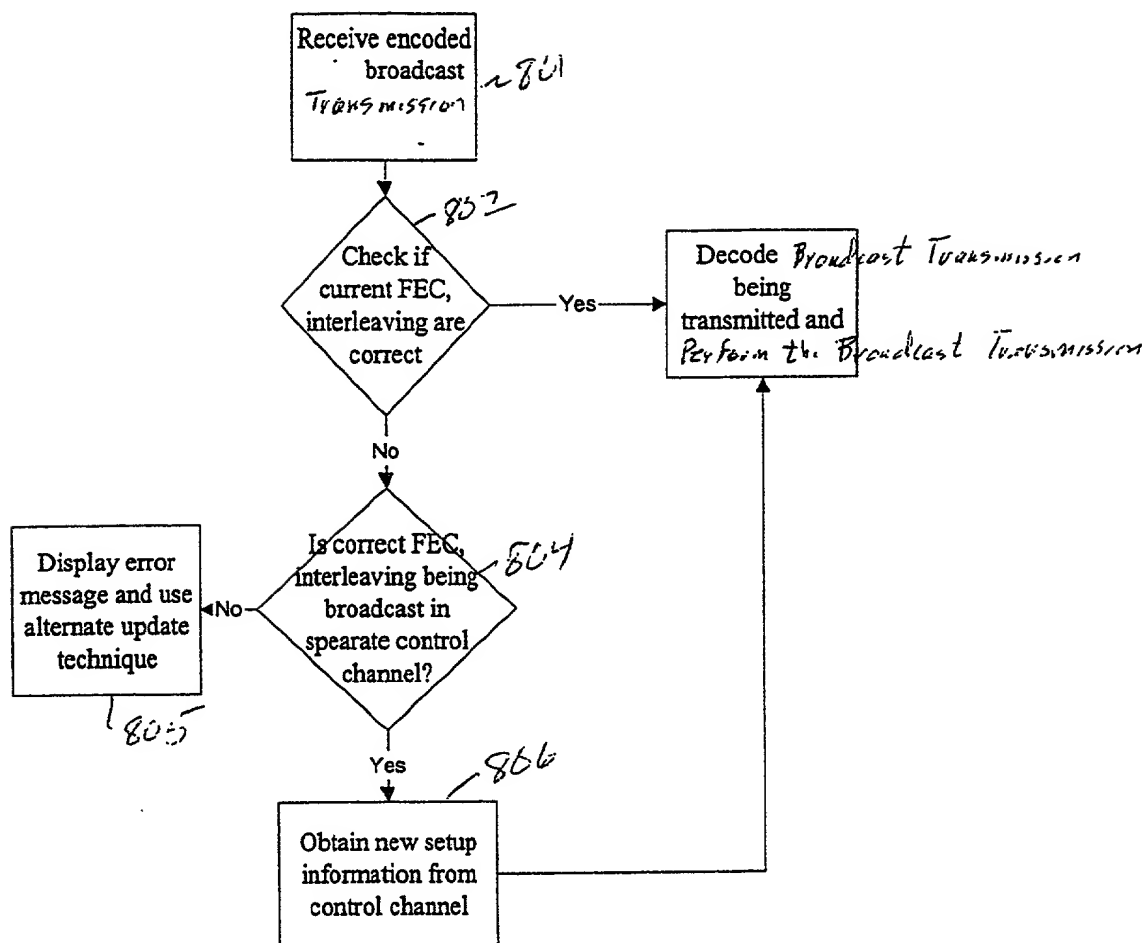 Receive encoded
broadcast
Transmission
801
802
Check if
current FEC,
interleaving are
correct
Yes
Decode Broadcast Transmission
being
transmitted and
Perform the Broadcast Transmission
No
Is correct FEC,
interleaving being
broadcast in
spearate control
channel?
804
No
Display error
message and use
alternate update
technique
805
Yes
806
Obtain new setup
information from
control channel